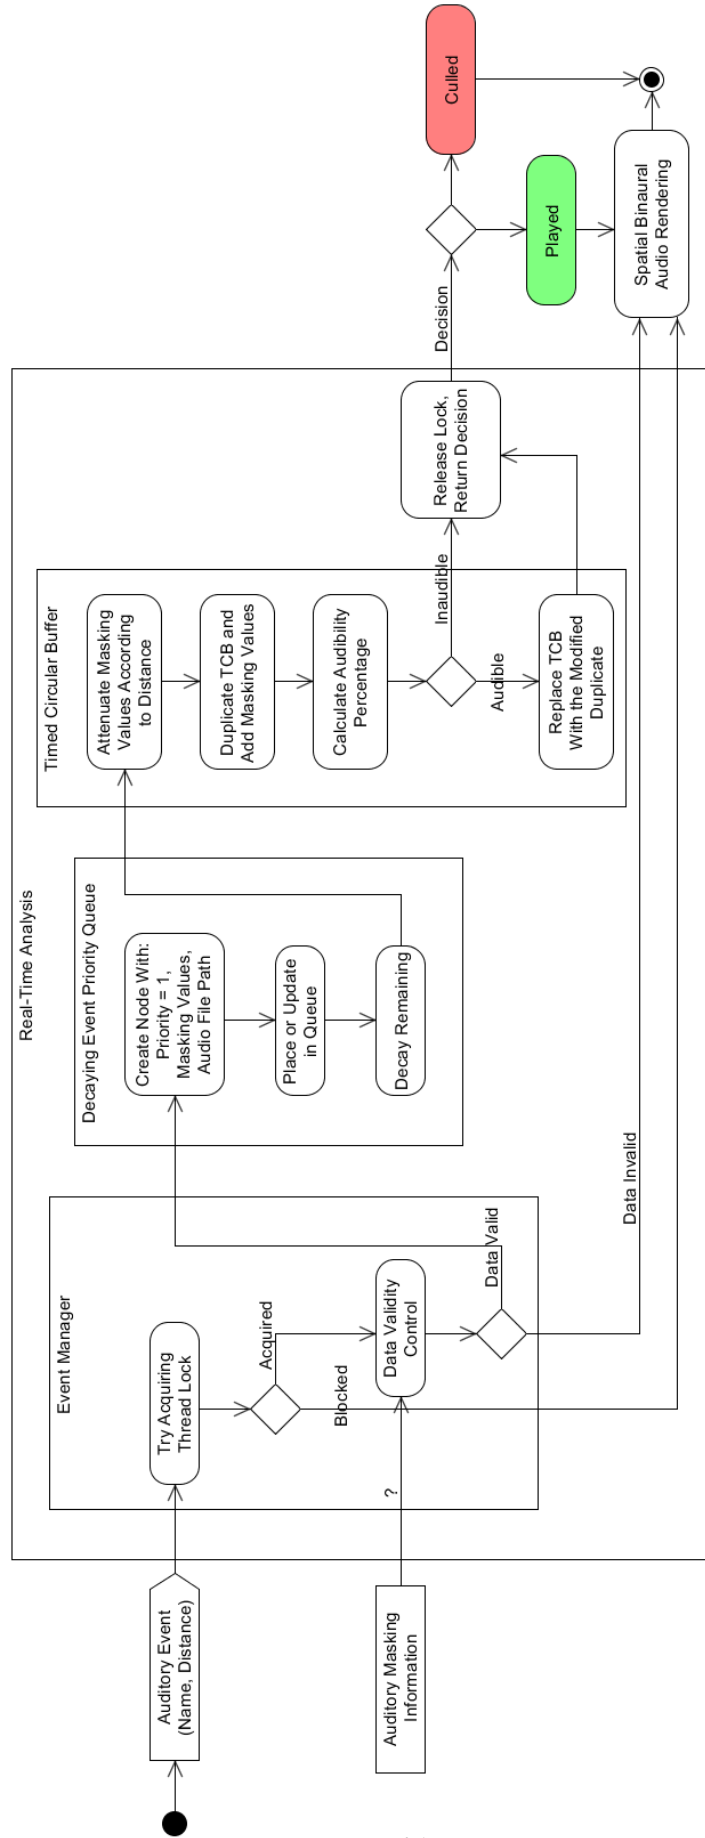 Real-Time Analysis
Auditory Event
(Name, Distance)
Auditory Masking
Information
?
Event Manager
Try Acquiring
Thread Lock
Acquired
Blocked
Data Validity
Control
Data Valid
Data Invalid
Decaying Event Priority Queue
Create Node With:
Priority = 1,
Masking Values,
Audio File Path
Place or Update
in Queue
Decay Remaining
Timed Circular Buffer
Attenuate Masking
Values According
to Distance
Duplicate TCB and
Add Masking Values
Calculate Audibility
Percentage
Inaudible
Audible
Replace TCB
With the Modified
Duplicate
Release Lock,
Return Decision
Decision
Culled
Played
Spatial Binaural
Audio Rendering